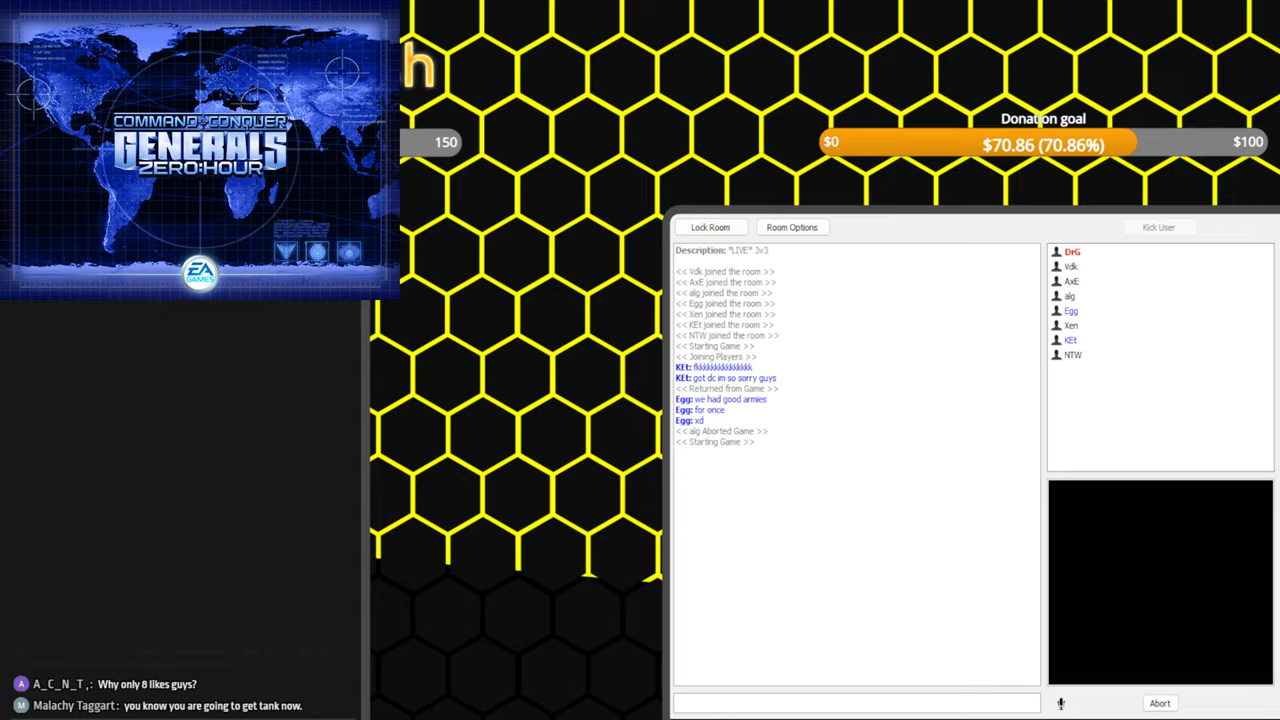 COMMAND & CONQUER™
GENERALS
ZERO:HOUR
EA
GAMES
h
150
Donation goal
$0
$70.86 (70.86%)
$100
Lock Room
Room Options
Kick User
Description: *LIVE* 3v3
<< Vdk joined the room >>
<< AxE joined the room >>
<< alg joined the room >>
<< Egg joined the room >>
<< Xen joined the room >>
<< KEt joined the room >>
<< NTW joined the room >>
<< Starting Game >>
<< Joining Players >>
KEt: fkkkkkkkkkkkkkk
KEt: got dc im so sorry guys
<< Returned from Game >>
Egg: we had good armies
Egg: for once
Egg: xd
<< alg Aborted Game >>
<< Starting Game >>
DrG
Vdk
AxE
alg
Egg
Xen
KEt
NTW
A A_C_N_T,: Why only 8 likes guys?
M Malachy Taggart: you know you are going to get tank now.
Abort